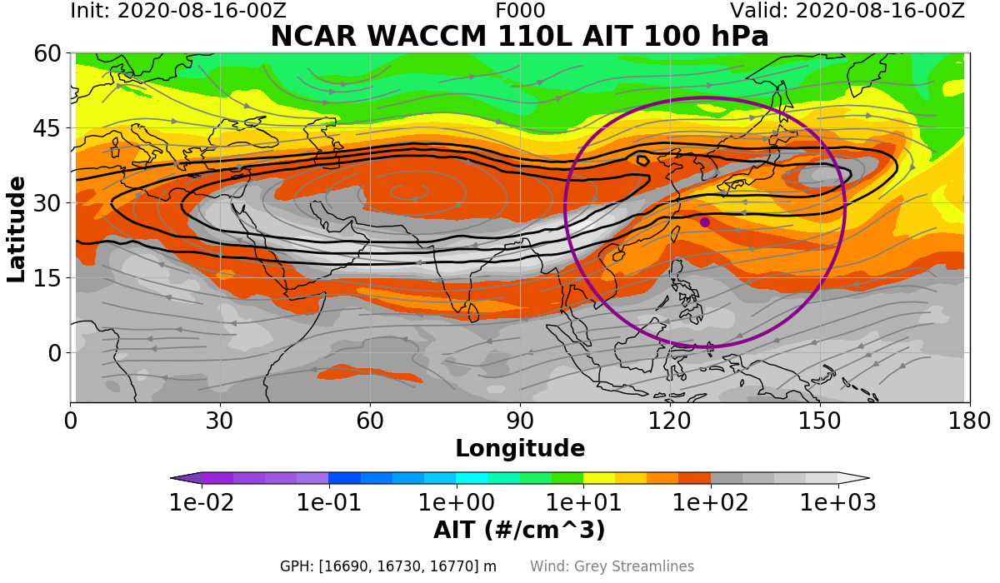 Init: 2020-08-16-00Z F000 Valid: 2020-08-16-00Z
NCAR WACCM 110L AIT 100 hPa
60
45
30
15
0
Latitude
0 30 60 90 120 150 180
Longitude
1e-02 1e-01 1e+00 1e+01 1e+02 1e+03
AIT (#/cm^3)
GPH: [16690, 16730, 16770] m Wind: Grey Streamlines